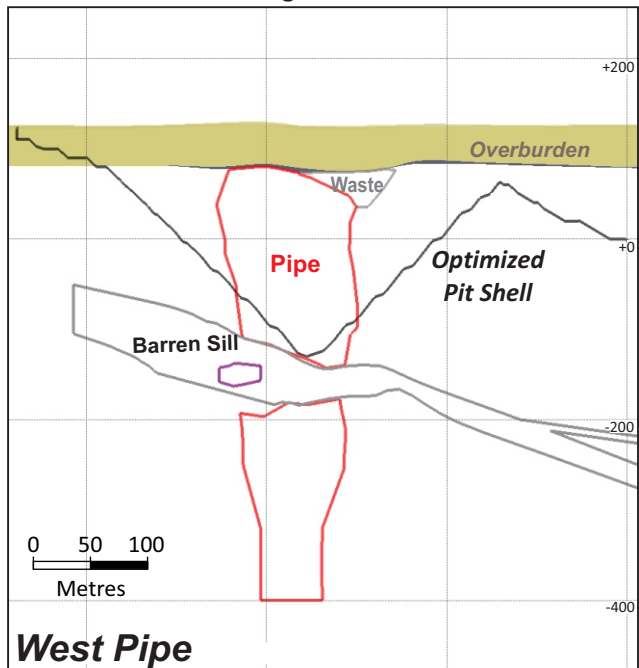 +200
Overburden
Waste
+0
Pipe
Optimized
Pit Shell
Barren Sill
-200
0 50 100
Metres
-400
West Pipe